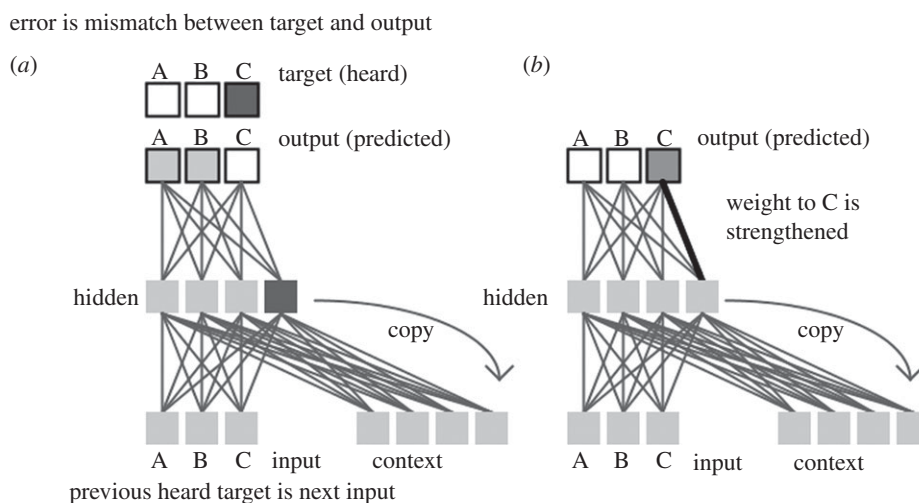 error is mismatch between target and output
(a)
A B C target (heard)
A B C output (predicted)
hidden
copy
A B C input context
previous heard target is next input
(b)
A B C output (predicted)
weight to C is
strengthened
hidden
copy
A B C input context